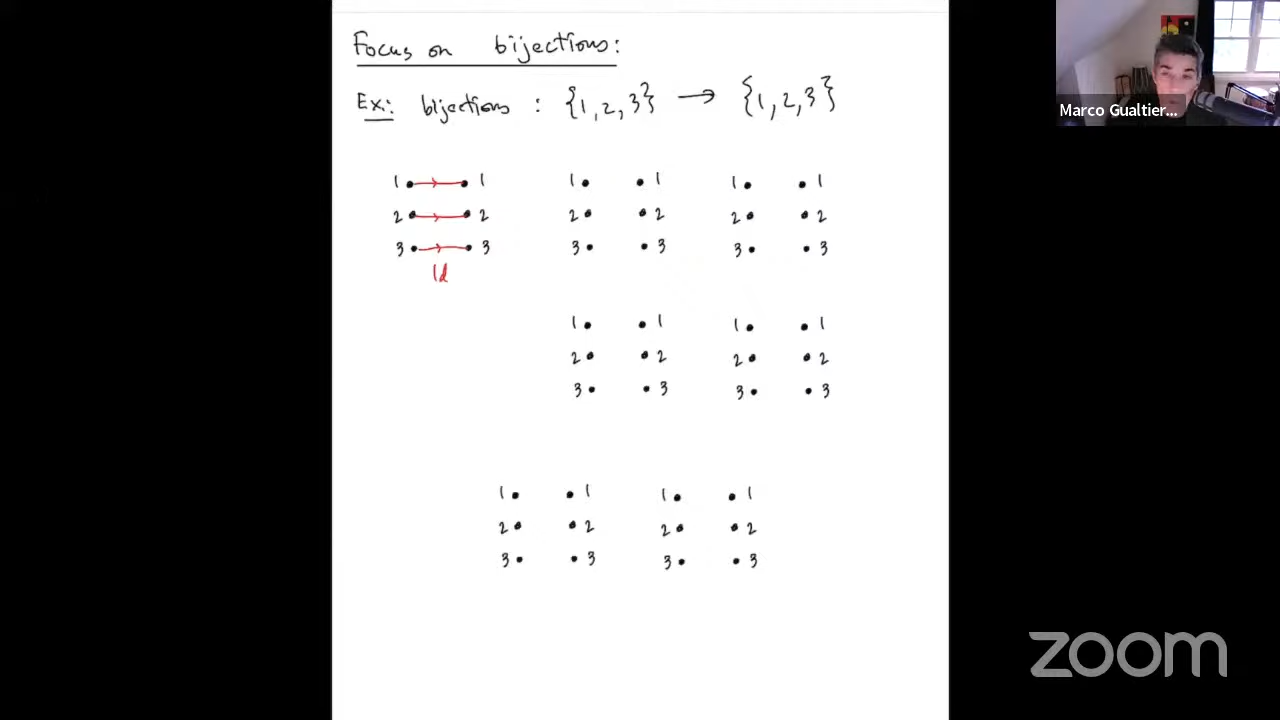 Focus on bijections:
Ex: bijections : {1, 2, 3} → {1, 2, 3}
Marco Gualtier...
1 1 1 1 1 1
2 2 2 2 2 2
3 3 3 3 3 3
Id
1 1 1 1
2 2 2 2
3 3 3 3
1 1 1 1
2 2 2 2
3 3 3 3
zoom